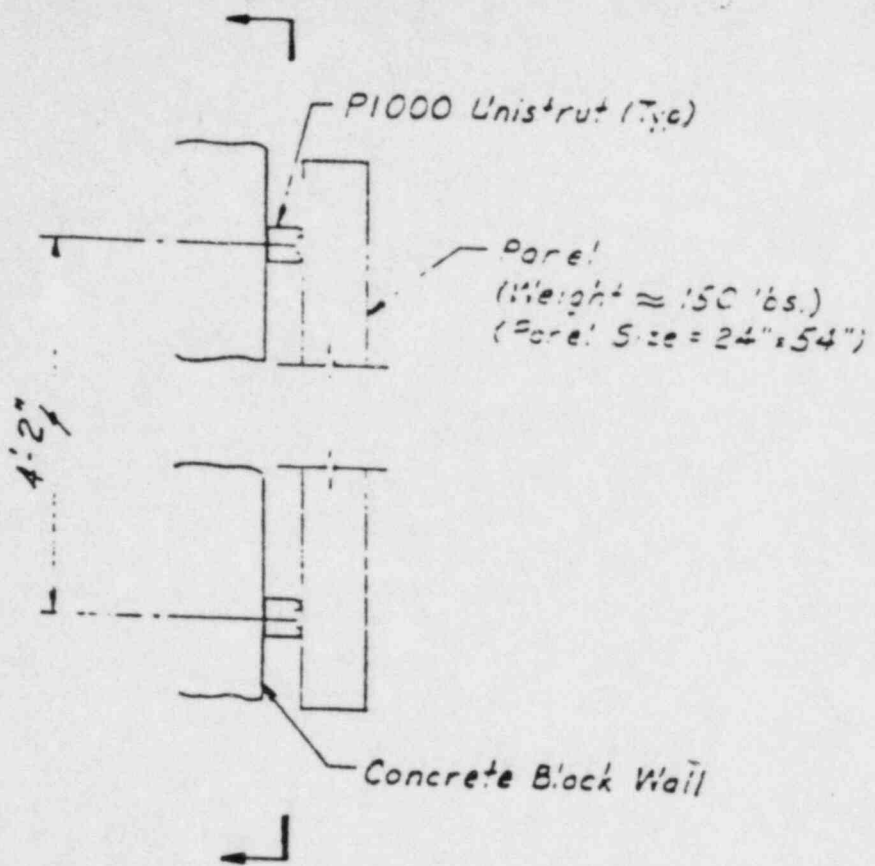 P1000 Unistrut (Typ)
Panel
(Weight ≈ 150 lbs.)
(Panel Size = 24"x54")
4'-2"
Concrete Block Wall